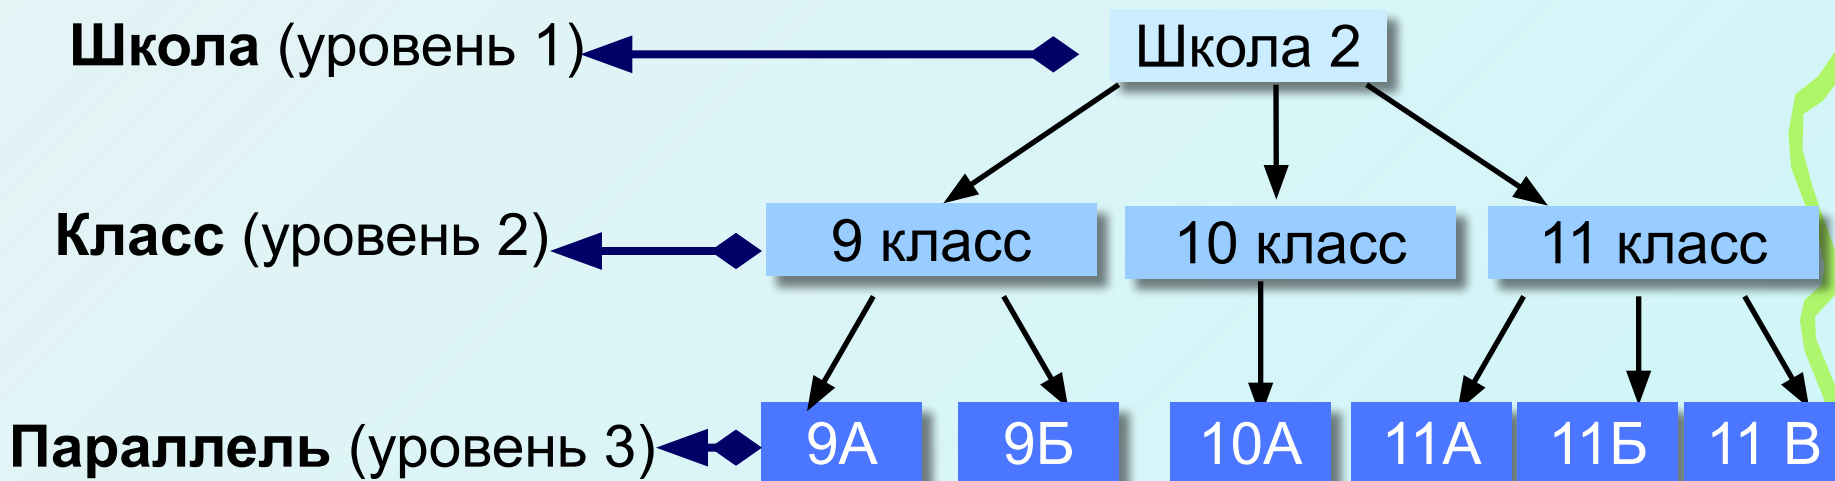 Школа (уровень 1)
Школа 2
Класс (уровень 2)
9 класс
10 класс
11 класс
Параллель (уровень 3)
9А
9Б
10А
11А
11Б
11 В